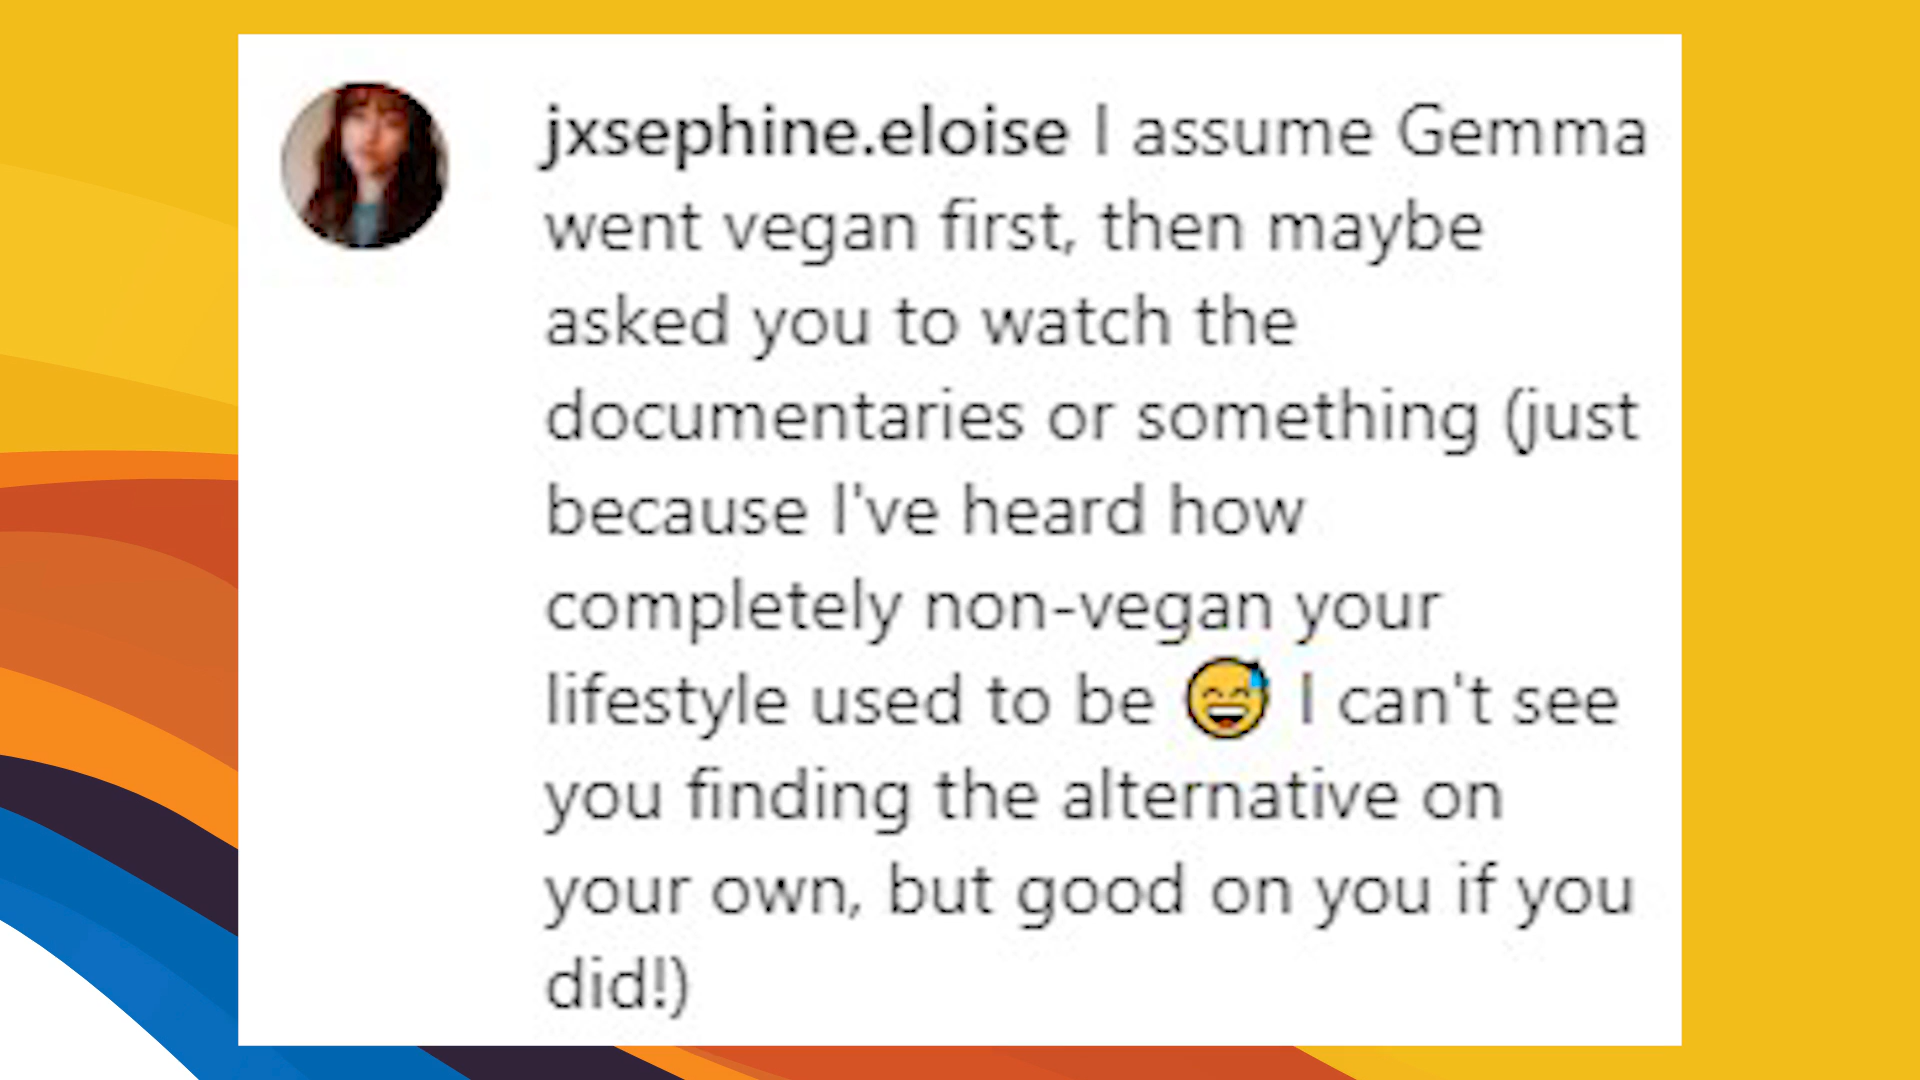 jxsephine.eloise I assume Gemma
went vegan first, then maybe
asked you to watch the
documentaries or something (just
because I've heard how
completely non-vegan your
lifestyle used to be 😅 I can't see
you finding the alternative on
your own, but good on you if you
did!)